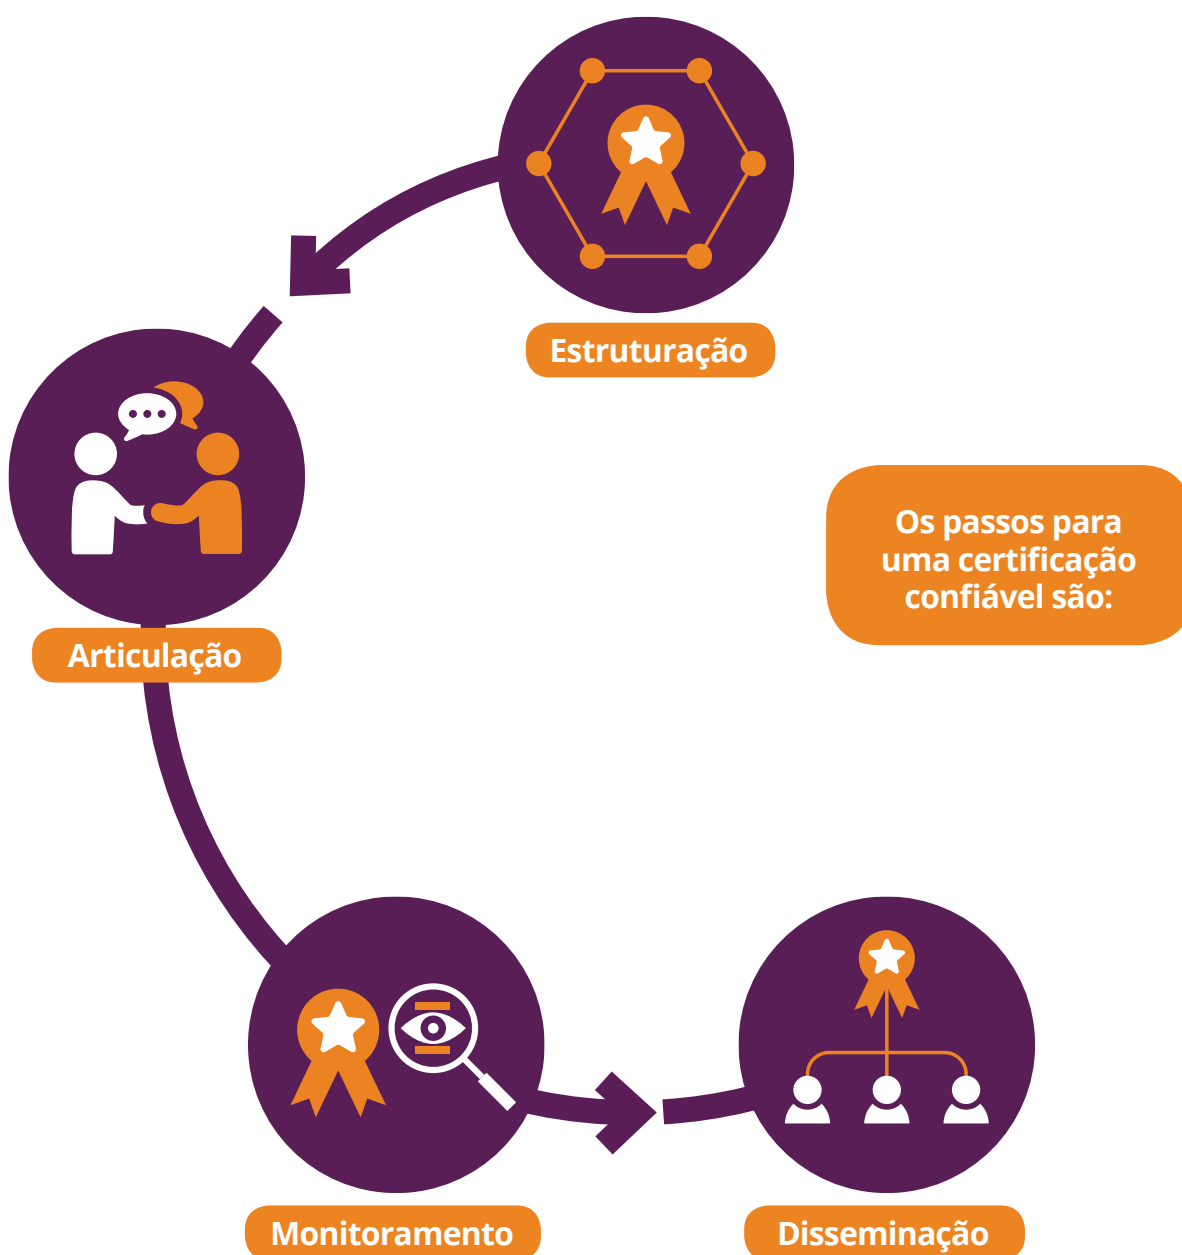 Estruturação
Os passos para
uma certificação
confiável são:
Articulação
Monitoramento
Disseminação